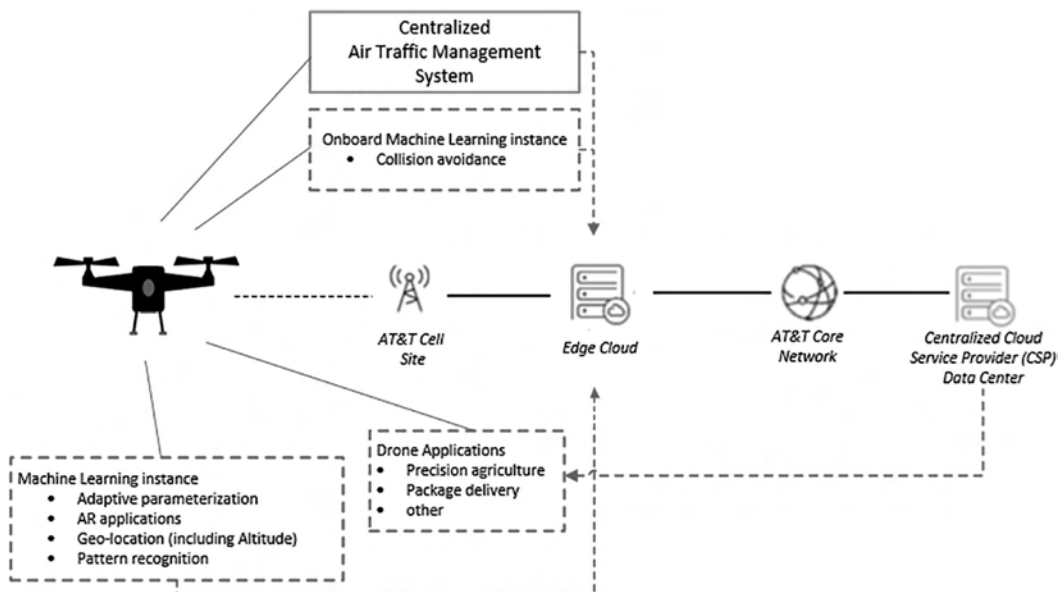 Centralized
Air Traffic Management
System
Onboard Machine Learning instance
• Collision avoidance
AT&T Cell
Site
Edge Cloud
AT&T Core
Network
Centralized Cloud
Service Provider (CSP)
Data Center
Drone Applications
• Precision agriculture
• Package delivery
• other
Machine Learning instance
• Adaptive parameterization
• AR applications
• Geo-location (including Altitude)
• Pattern recognition